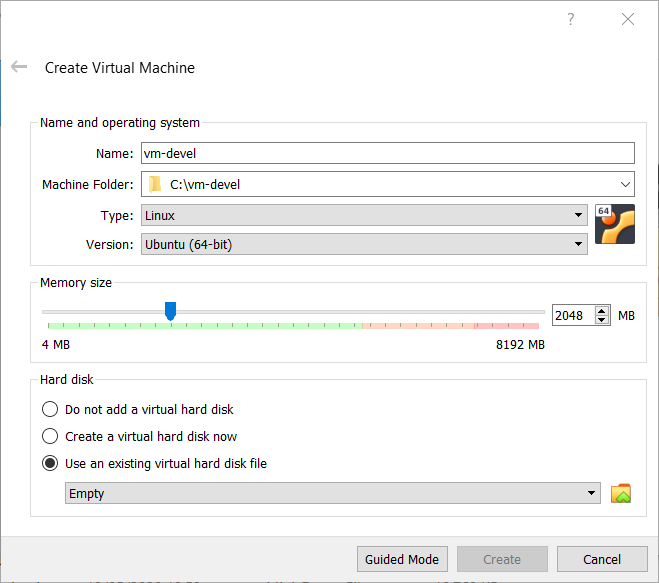 ?
Create Virtual Machine
Name and operating system
Name: vm-devel
Machine Folder: C:\vm-devel
Type: Linux
64
Version: Ubuntu (64-bit)
Memory size
2048 MB
4 MB 8192 MB
Hard disk
Do not add a virtual hard disk
Create a virtual hard disk now
Use an existing virtual hard disk file
Empty
Guided Mode Create Cancel